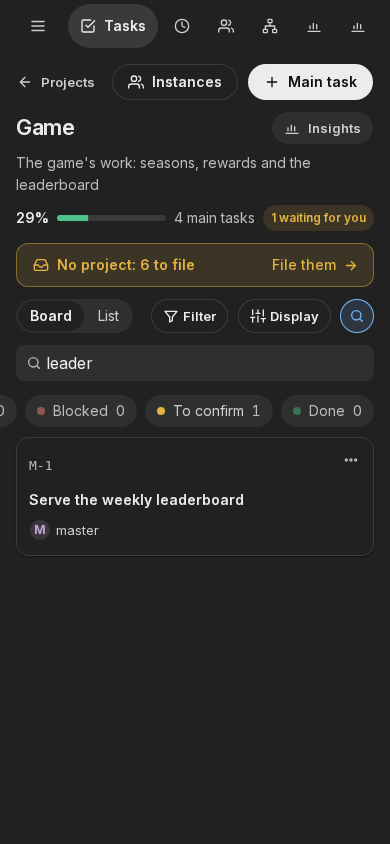 Tasks
Projects
Instances
Main task
Game
Insights
The game's work: seasons, rewards and the
leaderboard
29%
4 main tasks
1 waiting for you
No project: 6 to file
File them
Board
List
Filter
Display
leader
0
Blocked 0
To confirm 1
Done 0
M-1
Serve the weekly leaderboard
M master